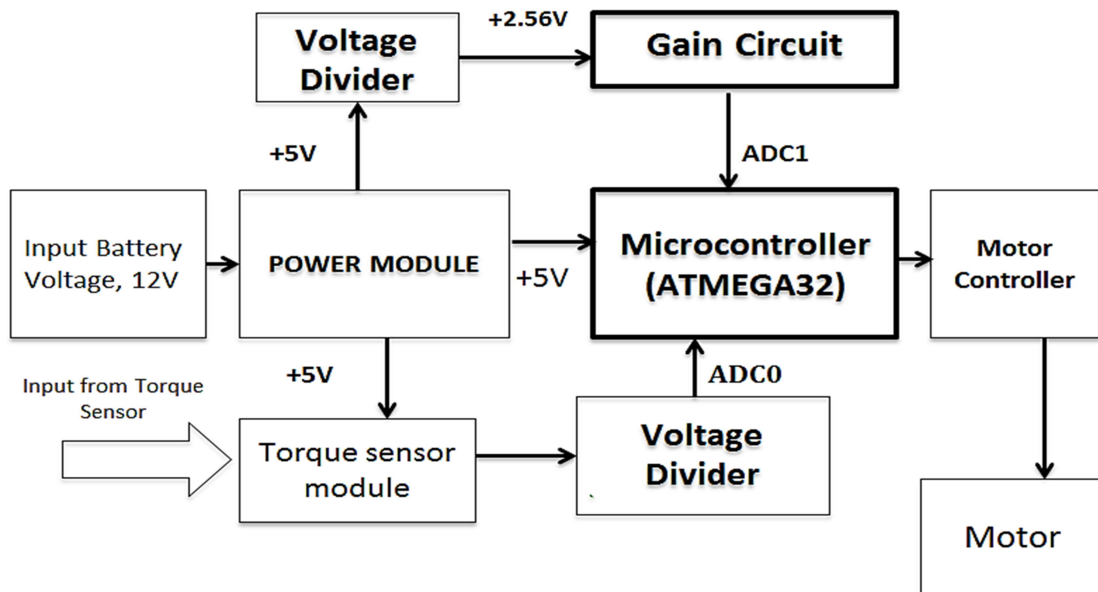 +2.56V
Voltage
Divider
Gain Circuit
+5V
ADC1
Input Battery
Voltage, 12V
POWER MODULE
+5V
Microcontroller
(ATMEGA32)
Motor
Controller
+5V
ADC0
Input from Torque
Sensor
Torque sensor
module
Voltage
Divider
Motor